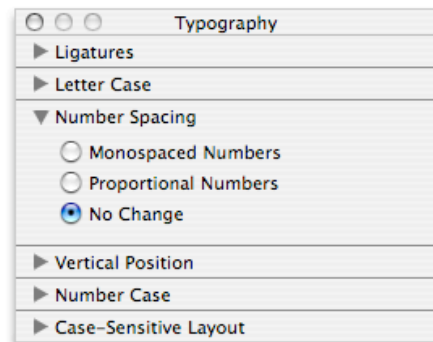 Typography
Ligatures
Letter Case
Number Spacing
Monospaced Numbers
Proportional Numbers
No Change
Vertical Position
Number Case
Case-Sensitive Layout